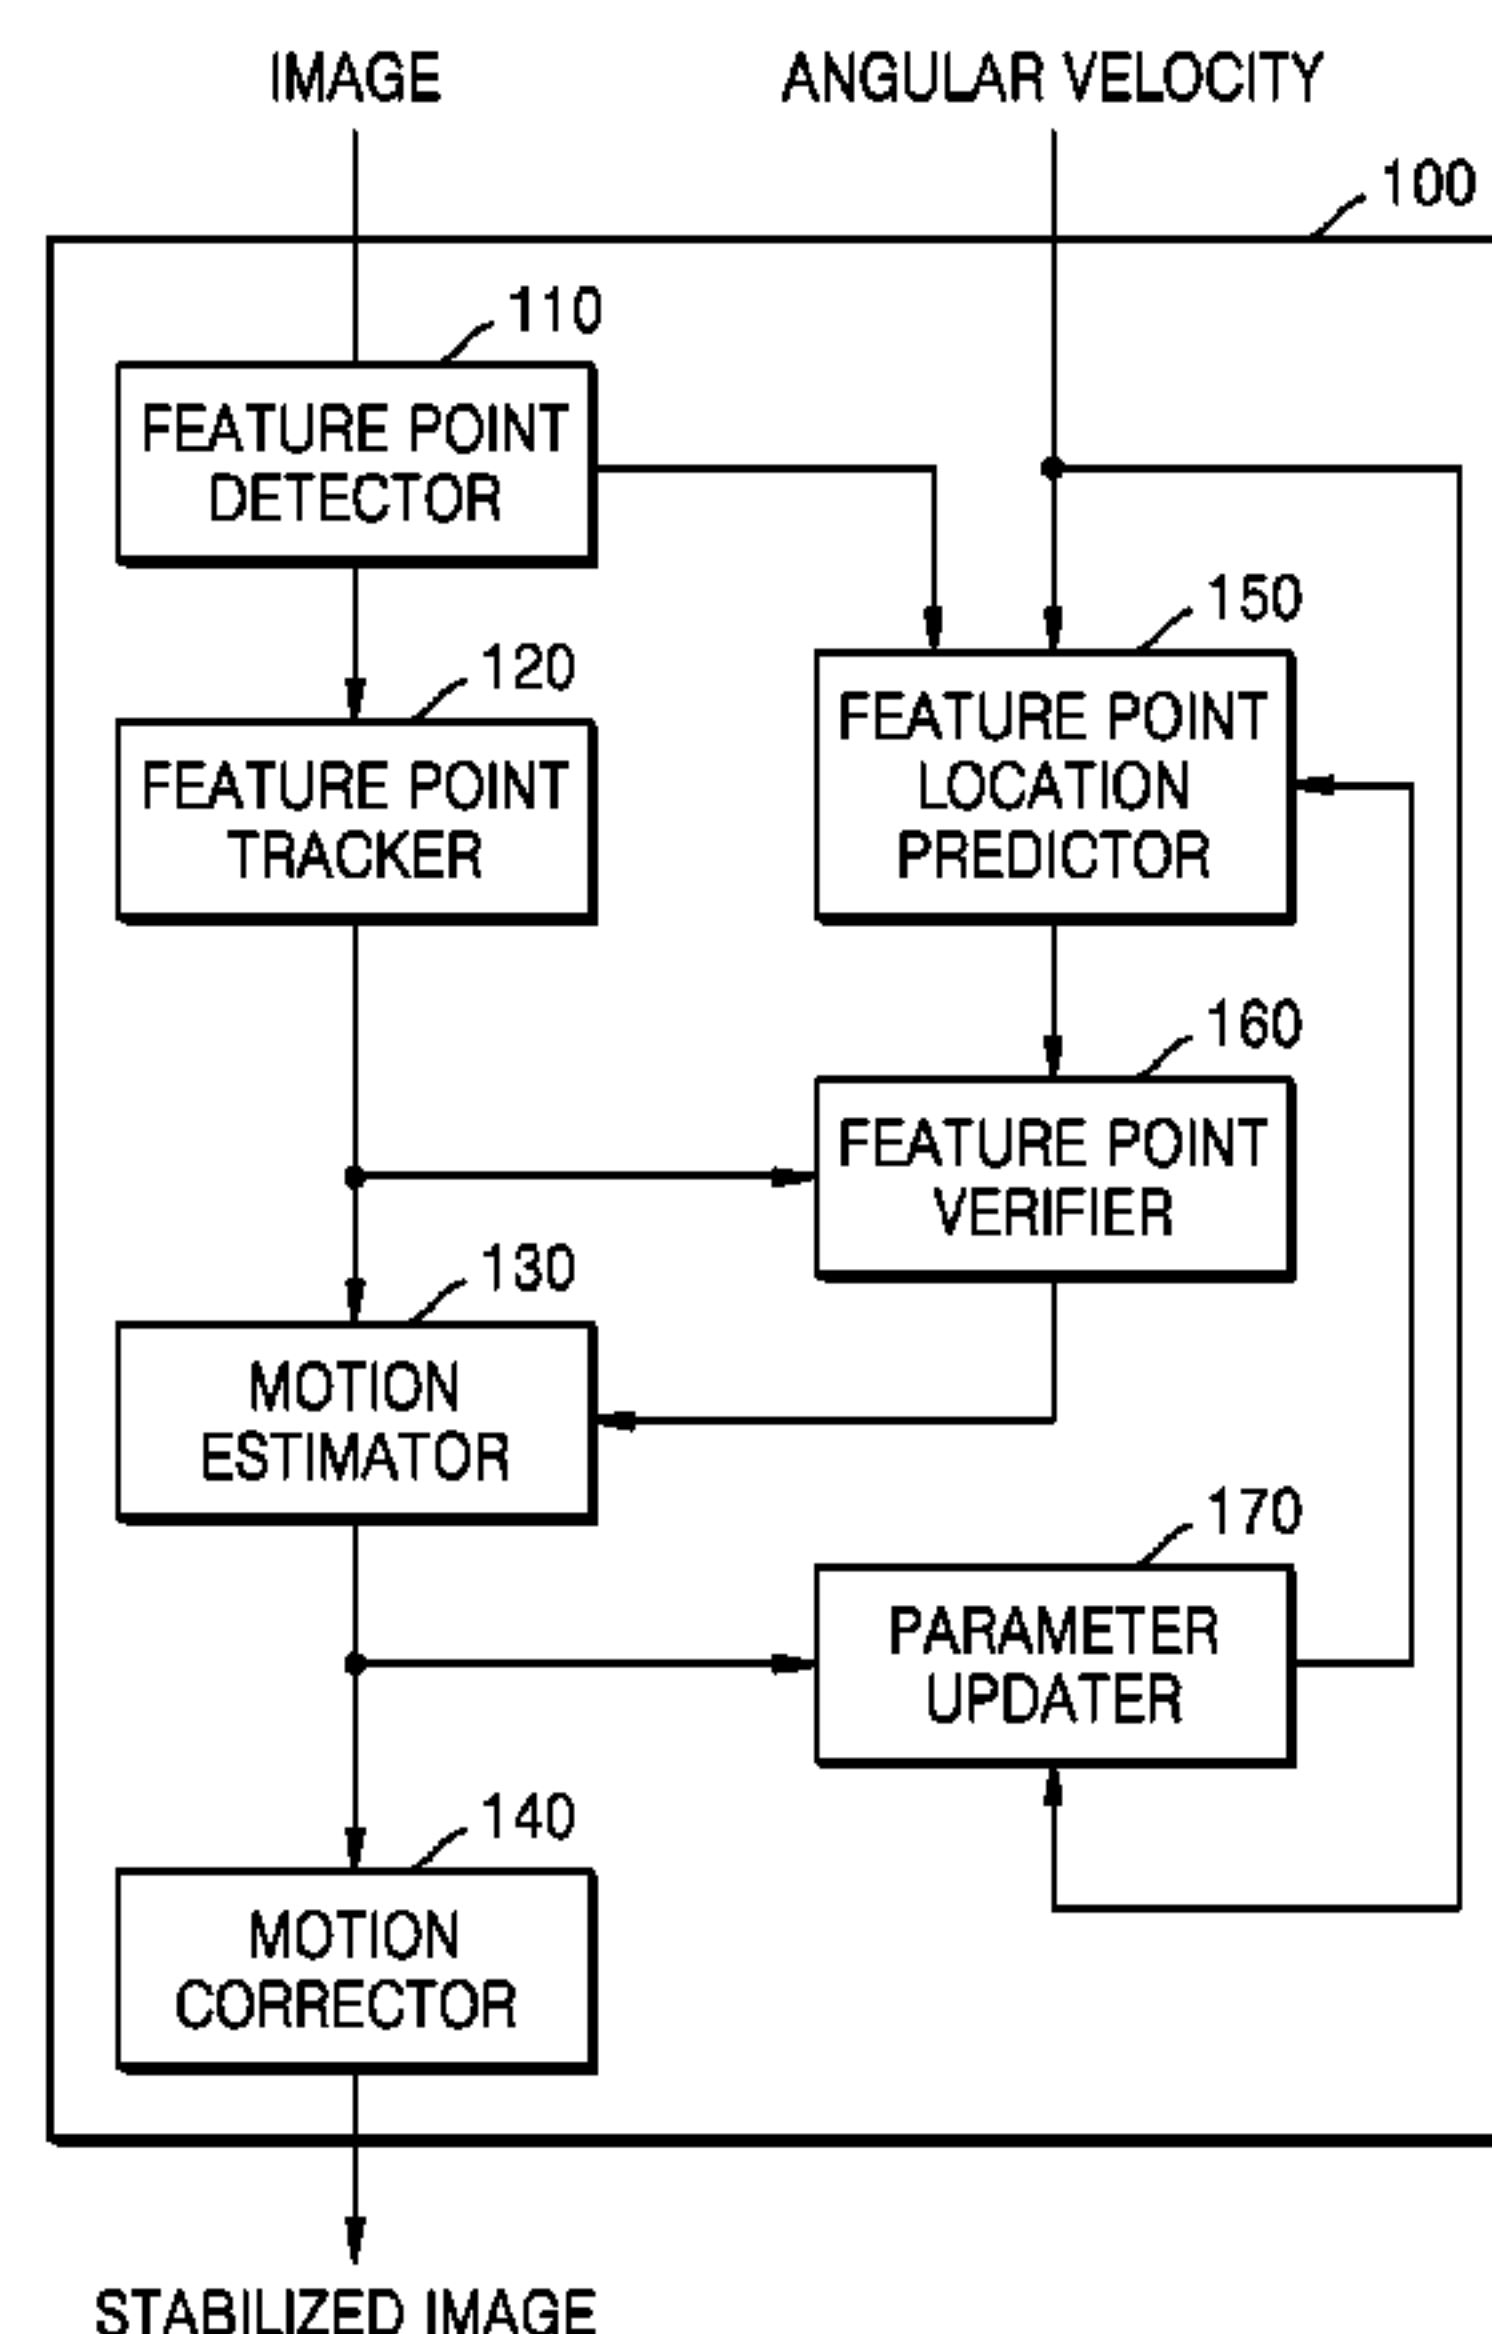 IMAGE
ANGULAR VELOCITY
100
110
FEATURE POINT
DETECTOR
150
120
FEATURE POINT
LOCATION
PREDICTOR
FEATURE POINT
TRACKER
160
FEATURE POINT
VERIFIER
130
MOTION
ESTIMATOR
170
PARAMETER
UPDATER
140
MOTION
CORRECTOR
STABILIZED IMAGE